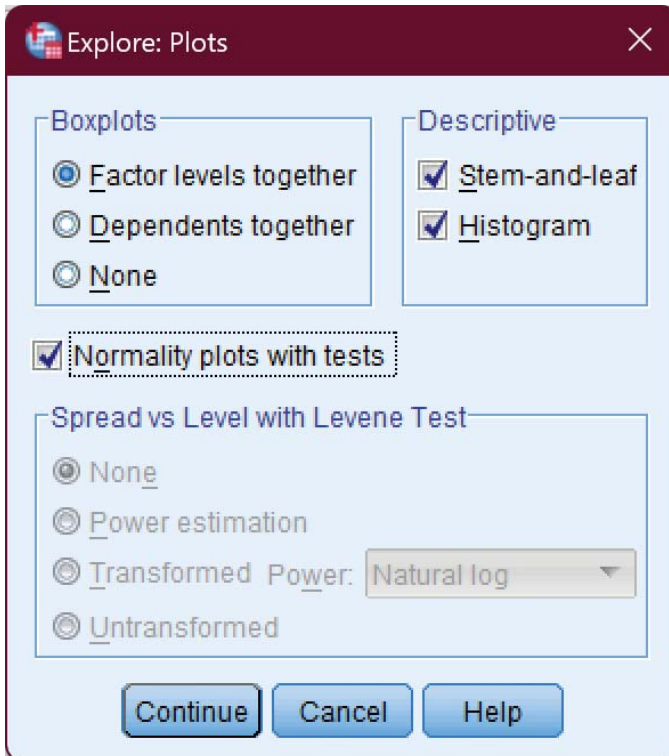 Explore: Plots
Boxplots
Factor levels together
Dependents together
None
Descriptive
Stem-and-leaf
Histogram
Normality plots with tests
Spread vs Level with Levene Test
None
Power estimation
Transformed Power: Natural log
Untransformed
Continue Cancel Help